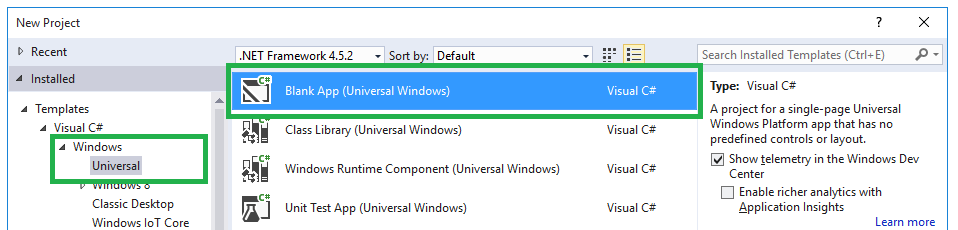 New Project
? ×
Recent
Installed
Templates
Visual C#
Windows
Universal
Windows 8
Classic Desktop
Windows IoT Core
.NET Framework 4.5.2 Sort by: Default
C# Blank App (Universal Windows) Visual C#
C# Class Library (Universal Windows) Visual C#
C# Windows Runtime Component (Universal Windows) Visual C#
C# Unit Test App (Universal Windows) Visual C#
Search Installed Templates (Ctrl+E)
Type: Visual C#
A project for a single-page Universal
Windows Platform app that has no
predefined controls or layout.
Show telemetry in the Windows Dev
Center
Enable richer analytics with
Application Insights
Learn more